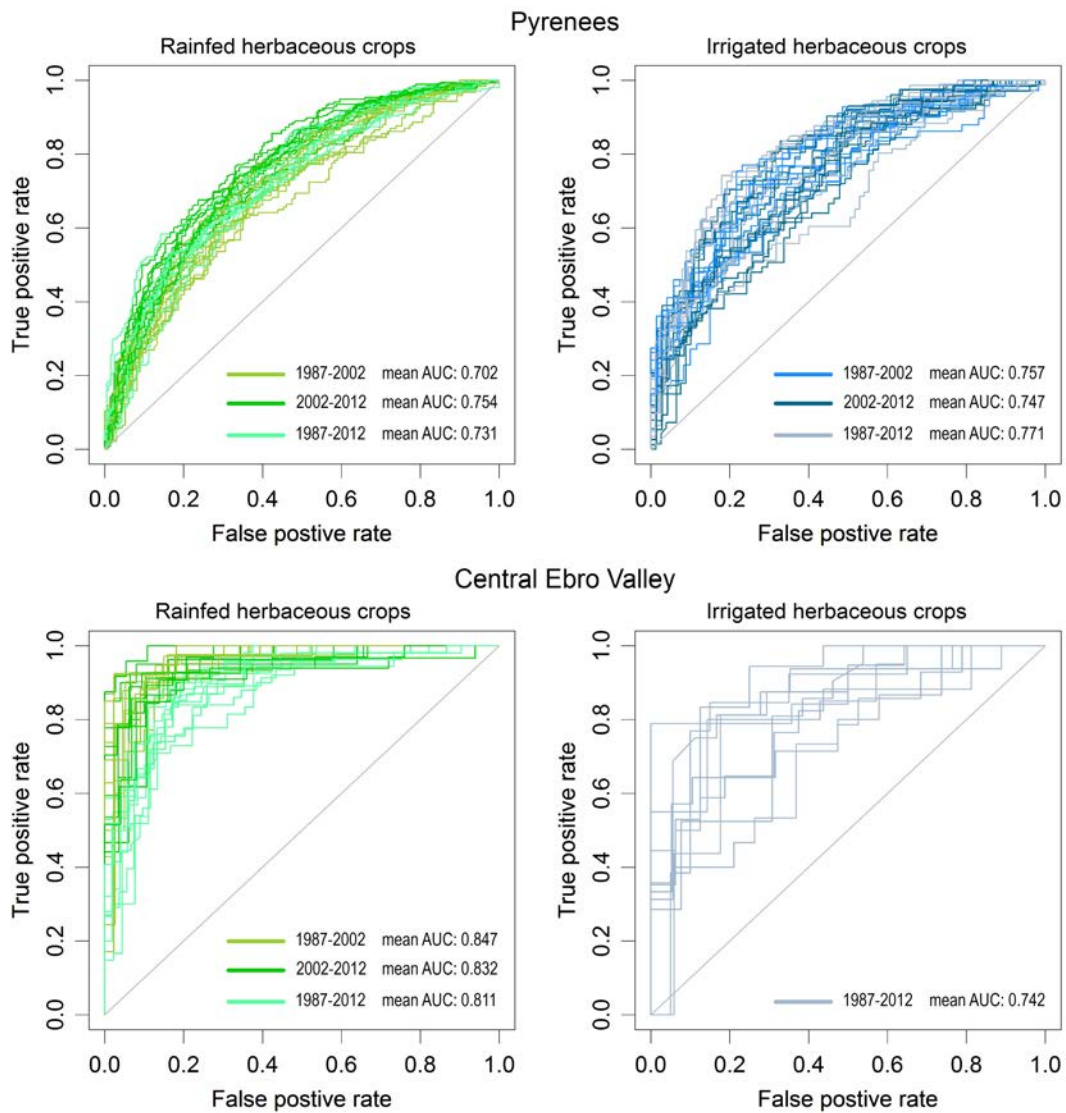 Pyrenees
Rainfed herbaceous crops
True positive rate
1.0
0.8
0.6
0.4
0.2
0.0
1987-2002 mean AUC: 0.702
2002-2012 mean AUC: 0.754
1987-2012 mean AUC: 0.731
0.0 0.2 0.4 0.6 0.8 1.0
False postive rate
Irrigated herbaceous crops
True positive rate
1.0
0.8
0.6
0.4
0.2
0.0
1987-2002 mean AUC: 0.757
2002-2012 mean AUC: 0.747
1987-2012 mean AUC: 0.771
0.0 0.2 0.4 0.6 0.8 1.0
False postive rate
Central Ebro Valley
Rainfed herbaceous crops
True positive rate
1.0
0.8
0.6
0.4
0.2
0.0
1987-2002 mean AUC: 0.847
2002-2012 mean AUC: 0.832
1987-2012 mean AUC: 0.811
0.0 0.2 0.4 0.6 0.8 1.0
False postive rate
Irrigated herbaceous crops
True positive rate
1.0
0.8
0.6
0.4
0.2
0.0
1987-2012 mean AUC: 0.742
0.0 0.2 0.4 0.6 0.8 1.0
False postive rate